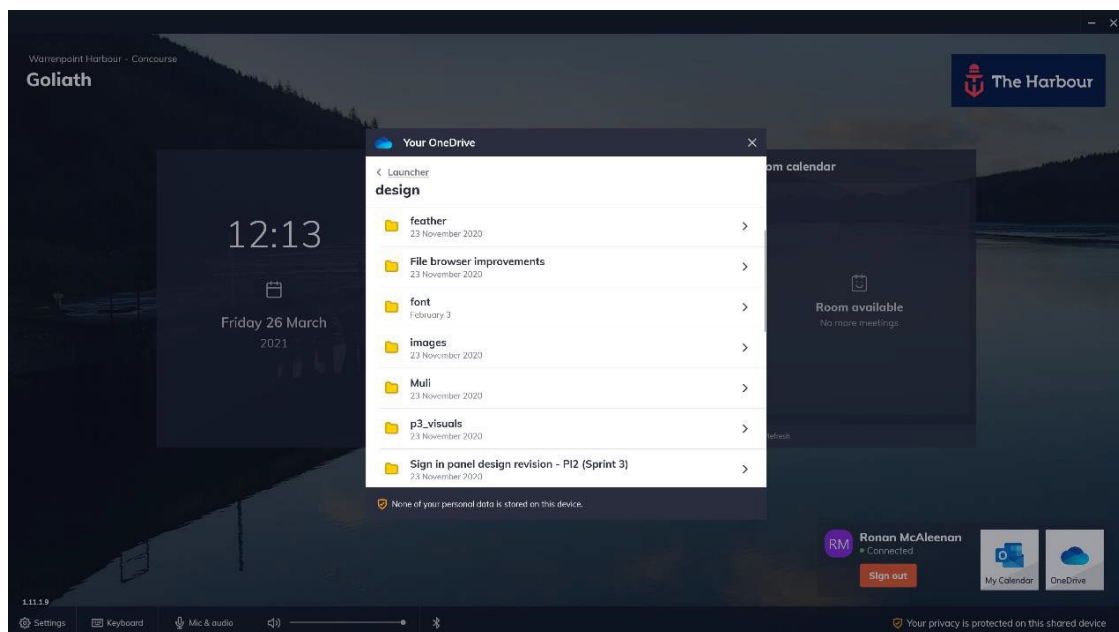 Warrenpoint Harbour - Concourse
Goliath
The Harbour
Your OneDrive
Launcher
design
feather
23 November 2020
File browser improvements
23 November 2020
font
February 3
images
23 November 2020
Muli
23 November 2020
p3_visuals
23 November 2020
Sign in panel design revision - PI2 (Sprint 3)
23 November 2020
None of your personal data is stored on this device.
12:13
Friday 26 March
2021
om calendar
Room available
No more meetings
Refresh
RM
Ronan McAleenan
Connected
Sign out
My Calendar
OneDrive
1.11.1.9
Settings
Keyboard
Mic & audio
Your privacy is protected on this shared device